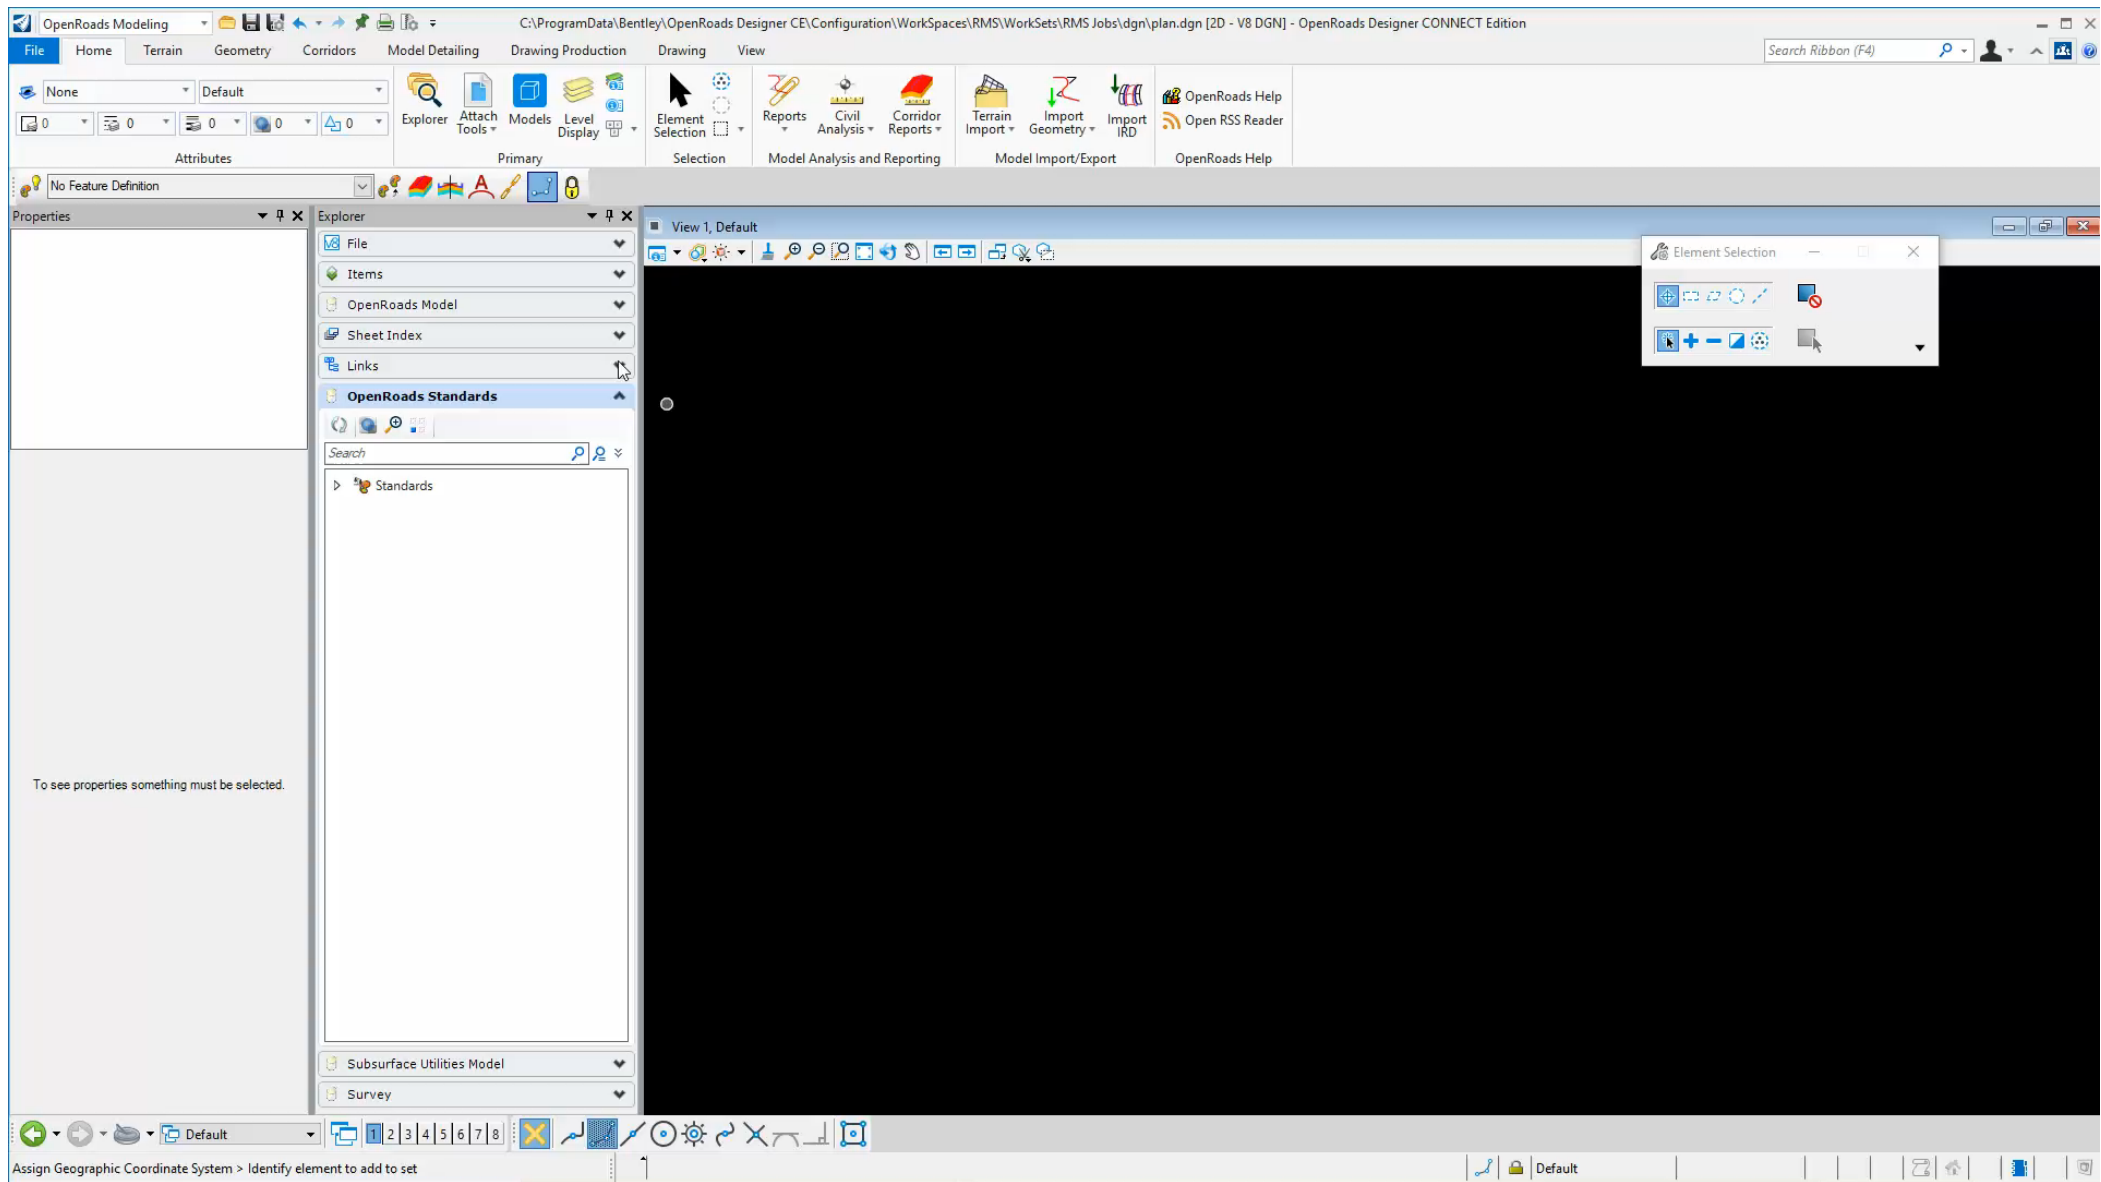 OpenRoads Modeling
C:\ProgramData\Bentley\OpenRoads Designer CE\Configuration\WorkSpaces\RMS\WorkSets\RMS Jobs\dgn\plan.dgn [2D - V8 DGN] - OpenRoads Designer CONNECT Edition
File Home Terrain Geometry Corridors Model Detailing Drawing Production Drawing View
Search Ribbon (F4)
None Default
0 0 0 0 0
Attributes
Explorer
Attach
Tools
Models
Level
Display
Primary
Element
Selection
Selection
Reports
Civil
Analysis
Corridor
Reports
Model Analysis and Reporting
Terrain
Import
Import
Geometry
Import
IRD
Model Import/Export
OpenRoads Help
Open RSS Reader
OpenRoads Help
No Feature Definition
Properties
To see properties something must be selected.
Explorer
File
Items
OpenRoads Model
Sheet Index
Links
OpenRoads Standards
Search
Standards
Subsurface Utilities Model
Survey
View 1, Default
Element Selection
Default
1 2 3 4 5 6 7 8
Assign Geographic Coordinate System > Identify element to add to set
Default